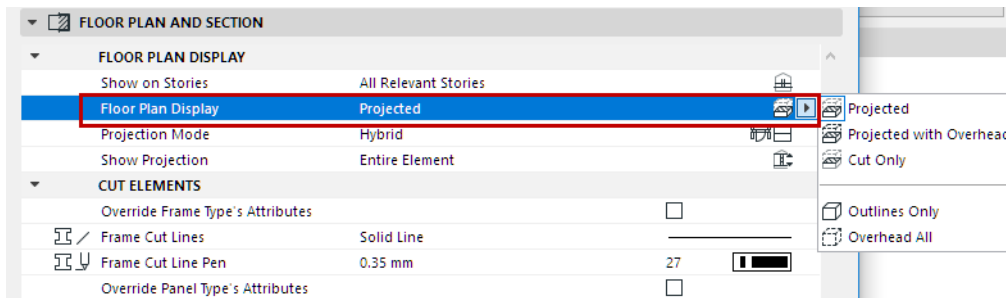 FLOOR PLAN AND SECTION
FLOOR PLAN DISPLAY
Show on Stories All Relevant Stories
Floor Plan Display Projected
Projected
Projection Mode Hybrid
Projected with Overhead
Show Projection Entire Element
Cut Only
CUT ELEMENTS
Override Frame Type's Attributes
Outlines Only
Frame Cut Lines Solid Line
Overhead All
Frame Cut Line Pen 0.35 mm 27
Override Panel Type's Attributes